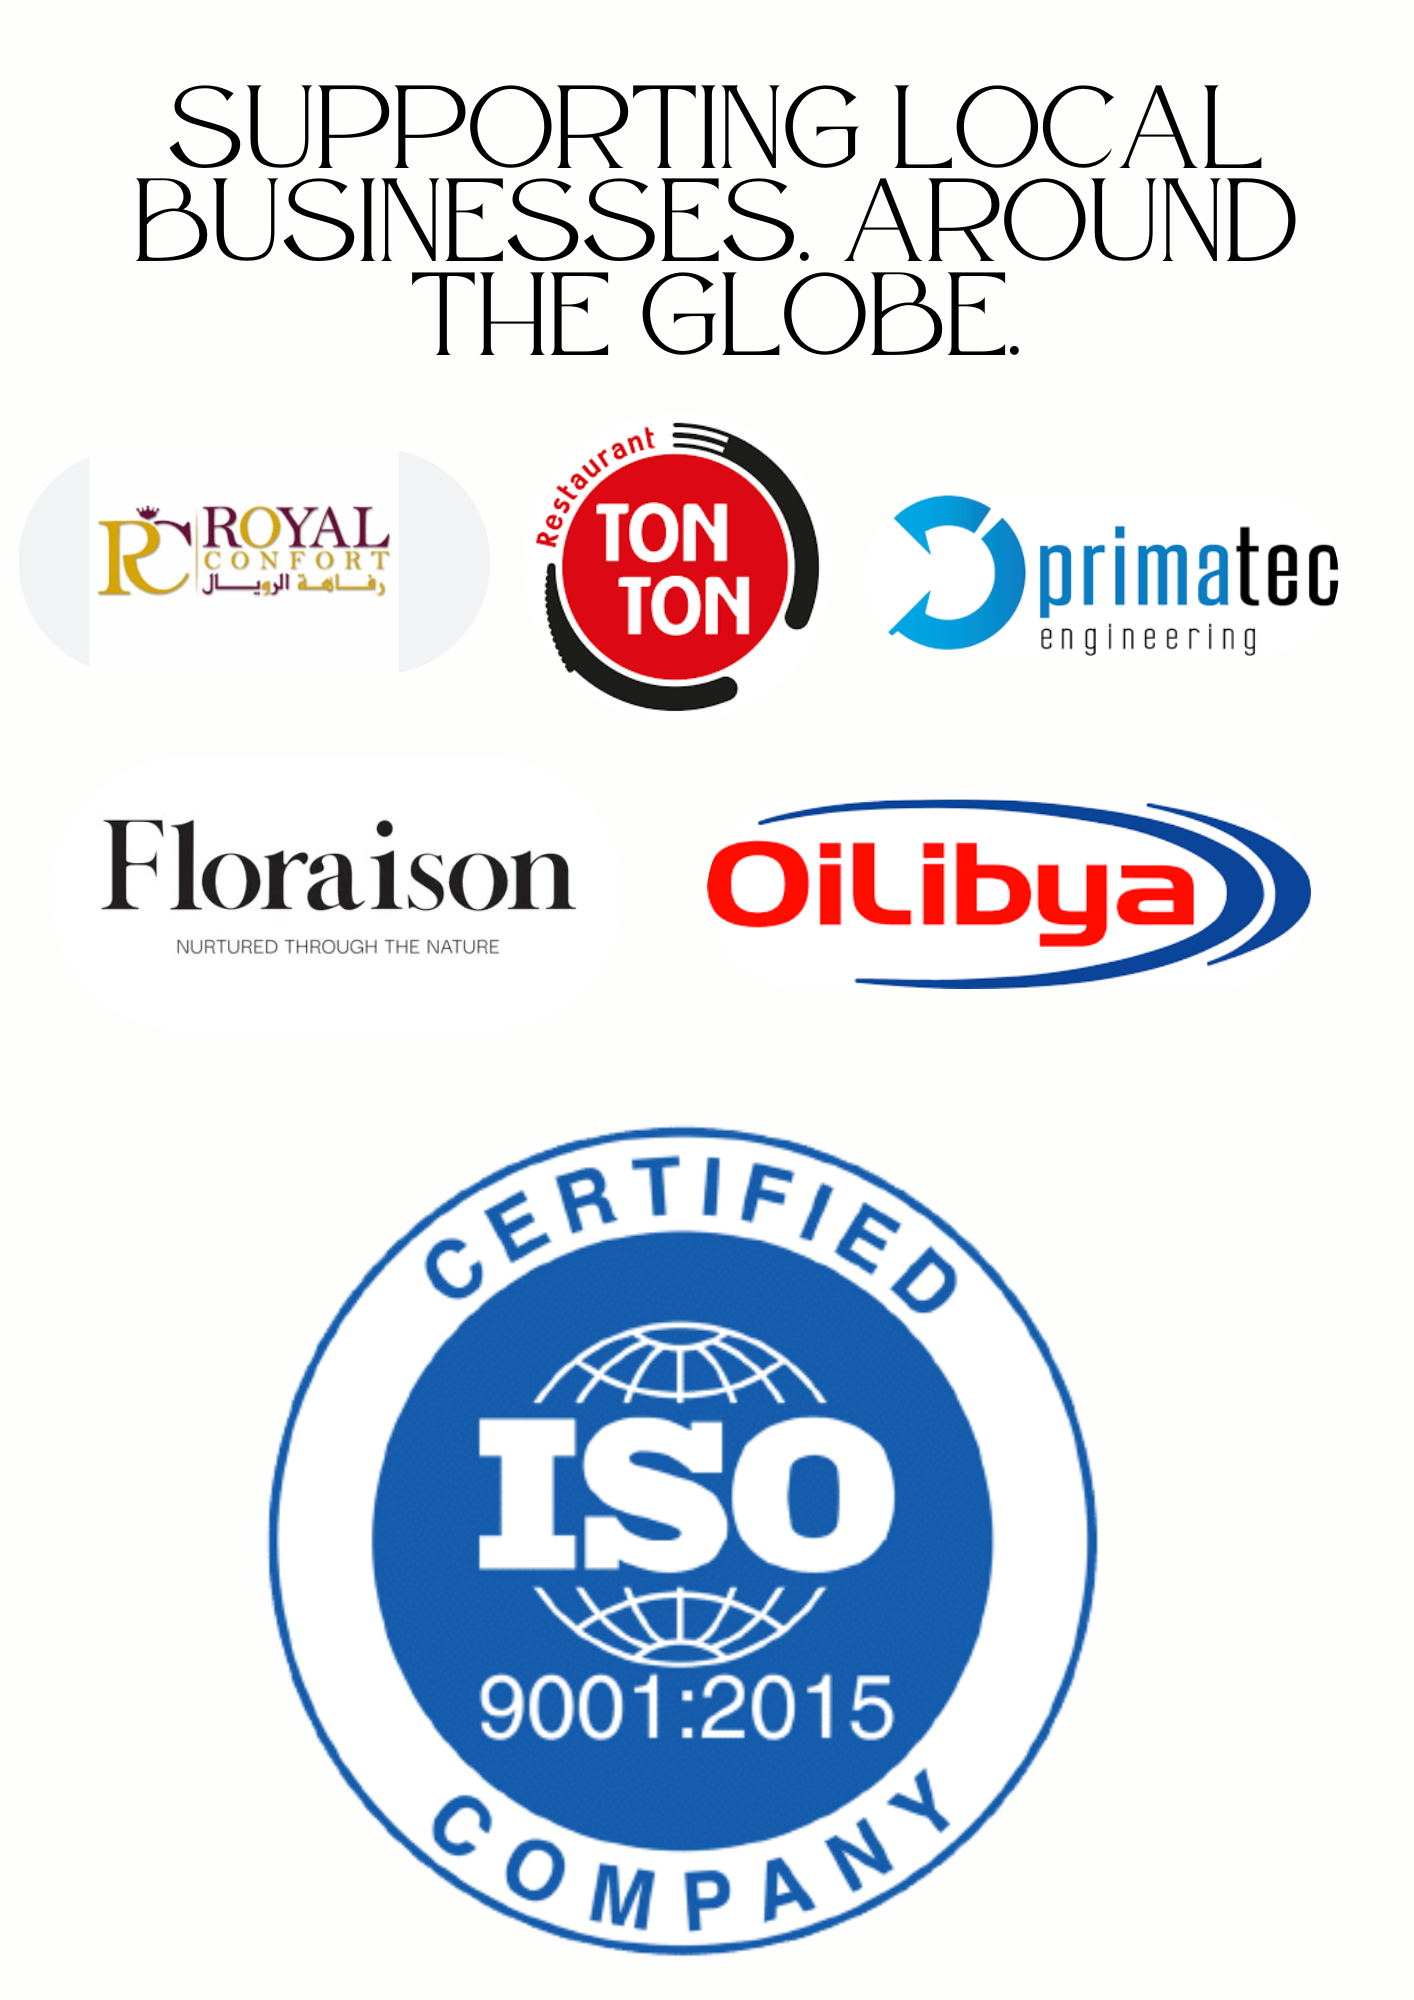 SUPPORTING LOCAL
BUSINESSES. AROUND
THE GLOBE.
RC ROYAL
CONFORT
رفاهة الرويال
Restaurant
TON
TON
primatec
engineering
Floraison
NURTURED THROUGH THE NATURE
OiLibya
CERTIFIED
ISO
9001:2015
COMPANY